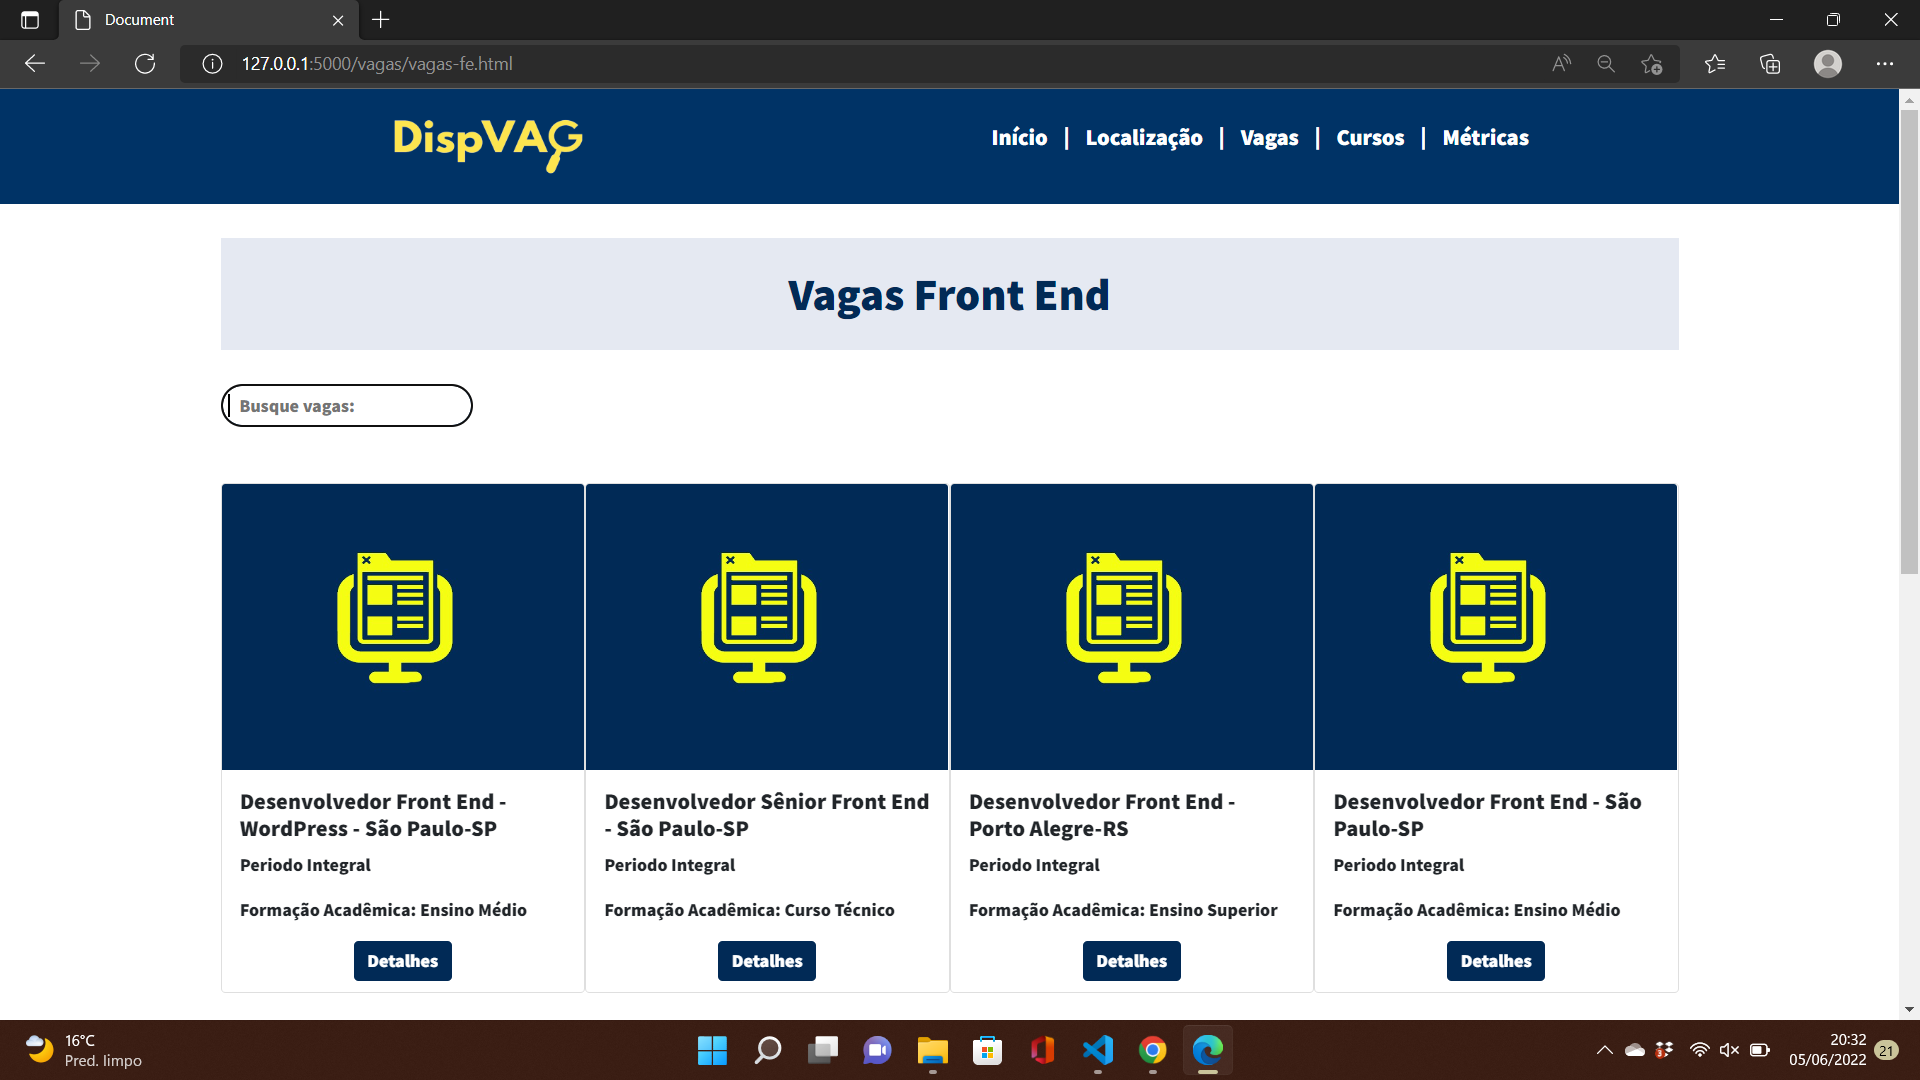 Document
127.0.0.1:5000/vagas/vagas-fe.html
DispVAG
Início | Localização | Vagas | Cursos | Métricas
Vagas Front End
Busque vagas:
Desenvolvedor Front End -
WordPress - São Paulo-SP
Periodo Integral
Formação Acadêmica: Ensino Médio
Detalhes
Desenvolvedor Sênior Front End
- São Paulo-SP
Periodo Integral
Formação Acadêmica: Curso Técnico
Detalhes
Desenvolvedor Front End -
Porto Alegre-RS
Periodo Integral
Formação Acadêmica: Ensino Superior
Detalhes
Desenvolvedor Front End - São
Paulo-SP
Periodo Integral
Formação Acadêmica: Ensino Médio
Detalhes
16°C
Pred. limpo
3
20:32
05/06/2022
21